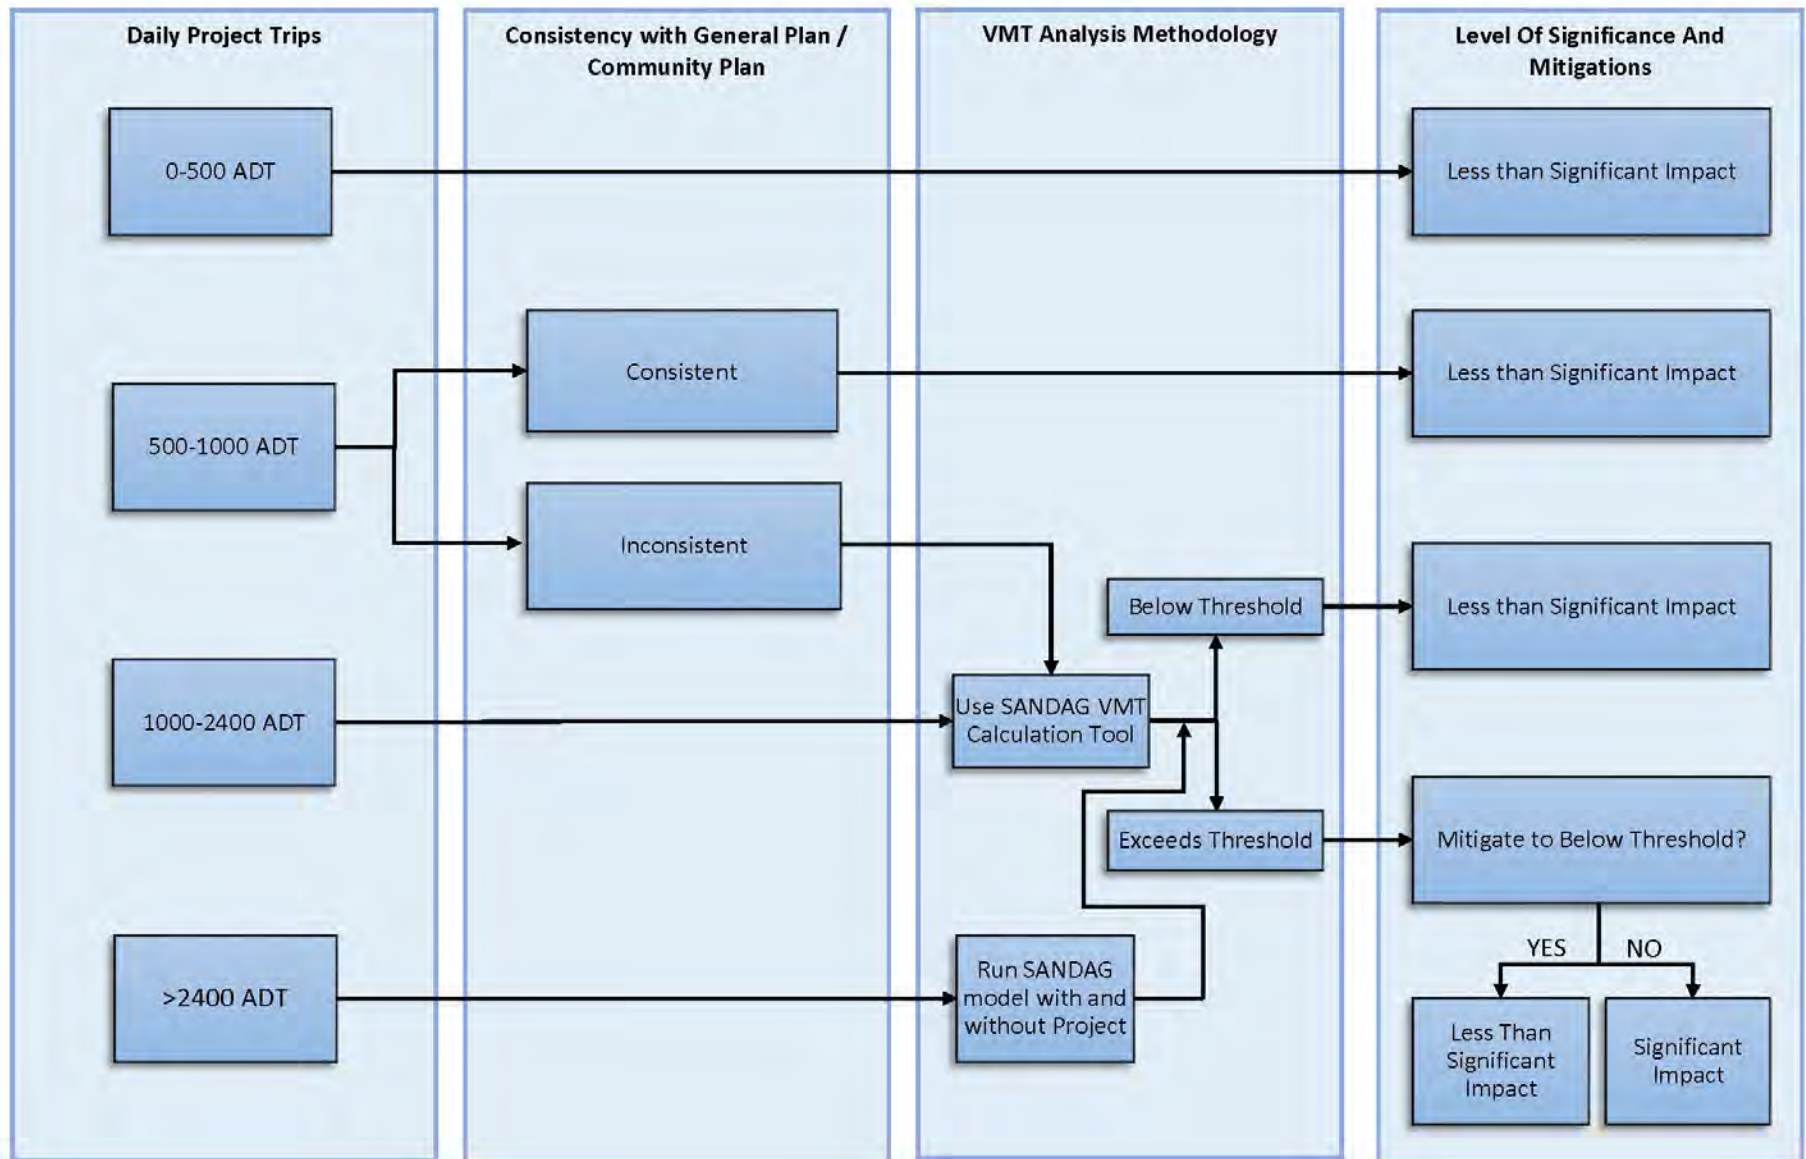 Daily Project Trips
Consistency with General Plan /
Community Plan
VMT Analysis Methodology
Level Of Significance And
Mitigations
0-500 ADT
Less than Significant Impact
500-1000 ADT
Consistent
Less than Significant Impact
Inconsistent
Below Threshold
Less than Significant Impact
1000-2400 ADT
Use SANDAG VMT
Calculation Tool
Exceeds Threshold
Mitigate to Below Threshold?
YES
NO
>2400 ADT
Run SANDAG
model with and
without Project
Less Than
Significant
Impact
Significant
Impact